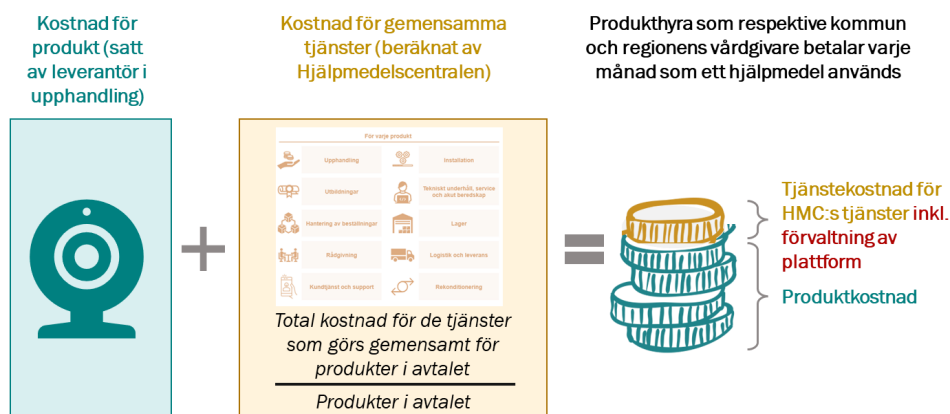 Kostnad för
produkt (satt
av leverantör i
upphandling)
Kostnad för gemensamma
tjänster (beräknat av
Hjälpmedelscentralen)
Produkthyra som respektive kommun
och regionens vårdgivare betalar varje
månad som ett hjälpmedel används
För varje produkt
Upphandling
Installation
Utbildningar
Tekniskt underhåll, service
och akut beredskap
Hantering av beställningar
Lager
Rådgivning
Logistik och leverans
Kundtjänst och support
Rekonditionering
Total kostnad för de tjänster
som görs gemensamt för
produkter i avtalet
Produkter i avtalet
+
=
Tjänstekostnad för
HMC:s tjänster inkl.
förvaltning av
plattform
Produktkostnad